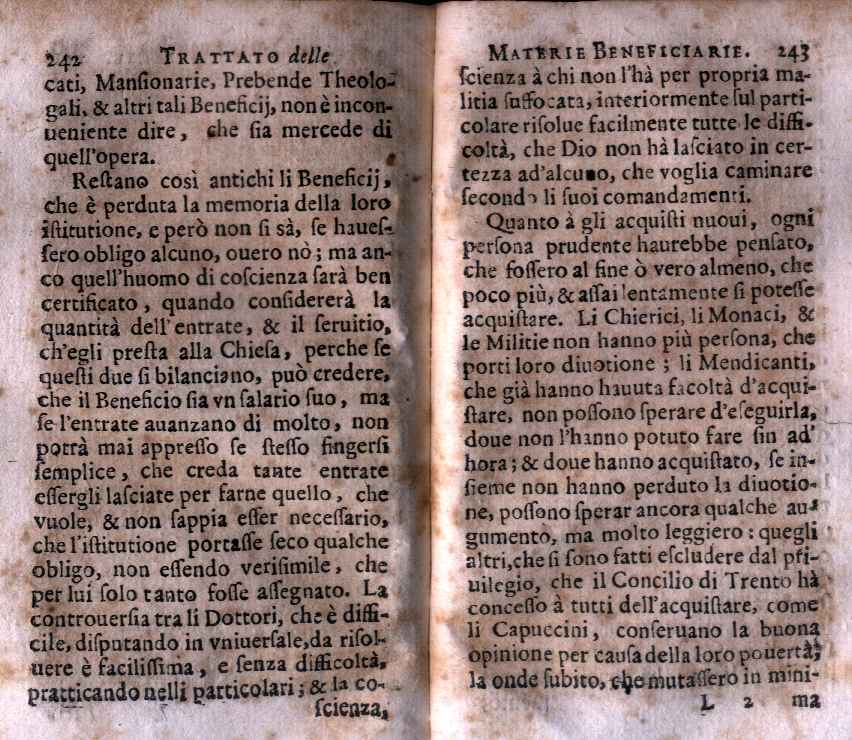 242 TRATTATO delle
cati, Manſionarie, Prebende Theolo-
gali, & altri tali Beneficij, non è incon-
ueniente dire, che ſia mercede di
quell'opera.
Reſtano così antichi li Beneficij,
che è perduta la memoria della loro
iſtitutione, e però non ſi sà, ſe haueſ-
ſero obligo alcuno, ouero nò; ma an-
co quell'huomo di coſcienza ſarà ben
certificato, quando conſidererà la
quantità dell'entrate, & il ſeruitio,
ch'egli preſta alla Chieſa, perche ſe
queſti due ſi bilanciano, può credere,
che il Beneficio ſia vn ſalario ſuo, ma
ſe l'entrate auanzano di molto, non
potrà mai appreſſo ſe ſteſſo fingerſi
ſemplice, che creda tante entrate
eſſergli laſciate per farne quello, che
vuole, & non ſappia eſſer neceſſario,
che l'iſtitutione portaſſe ſeco qualche
obligo, non eſſendo veriſimile, che
per lui ſolo tanto foſſe aſſegnato. La
controuerſia tra li Dottori, che è diffi-
cile, diſputando in vniuerſale, da riſol-
uere è faciliſſima, e ſenza difficoltà,
pratticando nelli particolari; & la co-
ſcienza,
MATERIE BENEFICIARIE. 243
ſcienza à chi non l'hà per propria ma-
litia ſuffocata, interiormente ſul parti-
colare riſolue facilmente tutte le diffi-
coltà, che Dio non hà laſciato in cer-
tezza ad'alcuno, che voglia caminare
ſecondo li ſuoi comandamenti.
Quanto à gli acquiſti nuoui, ogni
perſona prudente haurebbe penſato,
che foſſero al fine ò vero almeno, che
poco più, & aſſai lentamente ſi poteſſe
acquiſtare. Li Chierici, li Monaci, &
le Militie non hanno più perſona, che
porti loro diuotione; li Mendicanti,
che già hanno hauuta facoltà d'acqui-
ſtare, non poſſono ſperare d'eſeguirla,
doue non l'hanno potuto fare ſin ad'
hora; & doue hanno acquiſtato, ſe in-
ſieme non hanno perduto la diuotio-
ne, poſſono ſperar ancora qualche au-
gumento, ma molto leggiero: quegli
altri, che ſi ſono fatti eſcludere dal pri-
uilegio, che il Concilio di Trento hà
conceſſo à tutti dell'acquiſtare, come
li Capuccini, conſeruano la buona
opinione per cauſa della loro pouertà,
la onde ſubito, che mutaſſero in mini-
L 2 ma